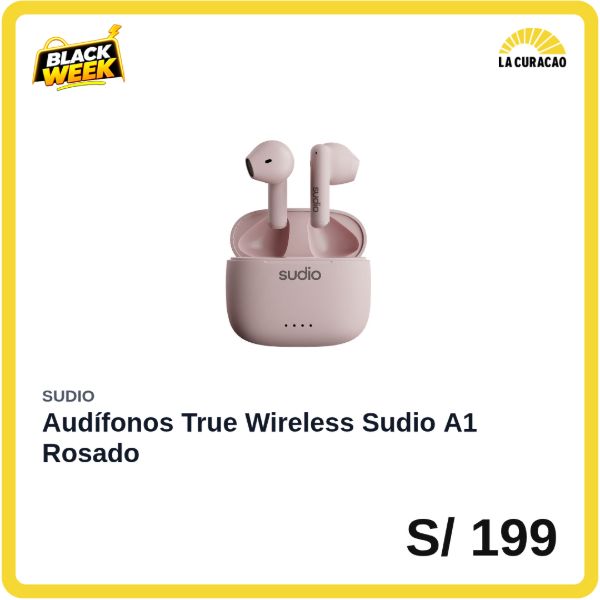 BLACK
WEEK
LA CURACAO
sudio
sudio
SUDIO
Audífonos True Wireless Sudio A1
Rosado
S/ 199